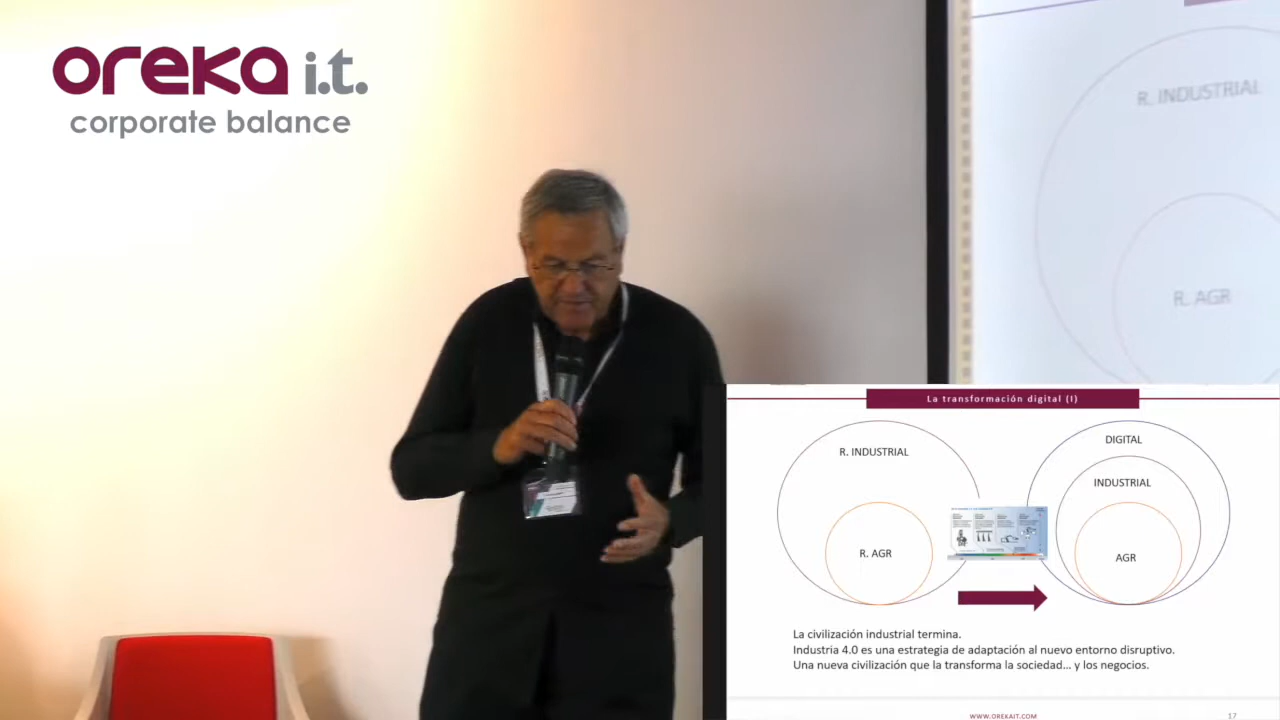 oreka i.t.
corporate balance
R. INDUSTRIAL
R. AGR
La transformación digital (I)
R. INDUSTRIAL
R. AGR
DIGITAL
INDUSTRIAL
AGR
La civilización industrial termina.
Industria 4.0 es una estrategia de adaptación al nuevo entorno disruptivo.
Una nueva civilización que la transforma la sociedad... y los negocios.
WWW.OREKAIT.COM
17